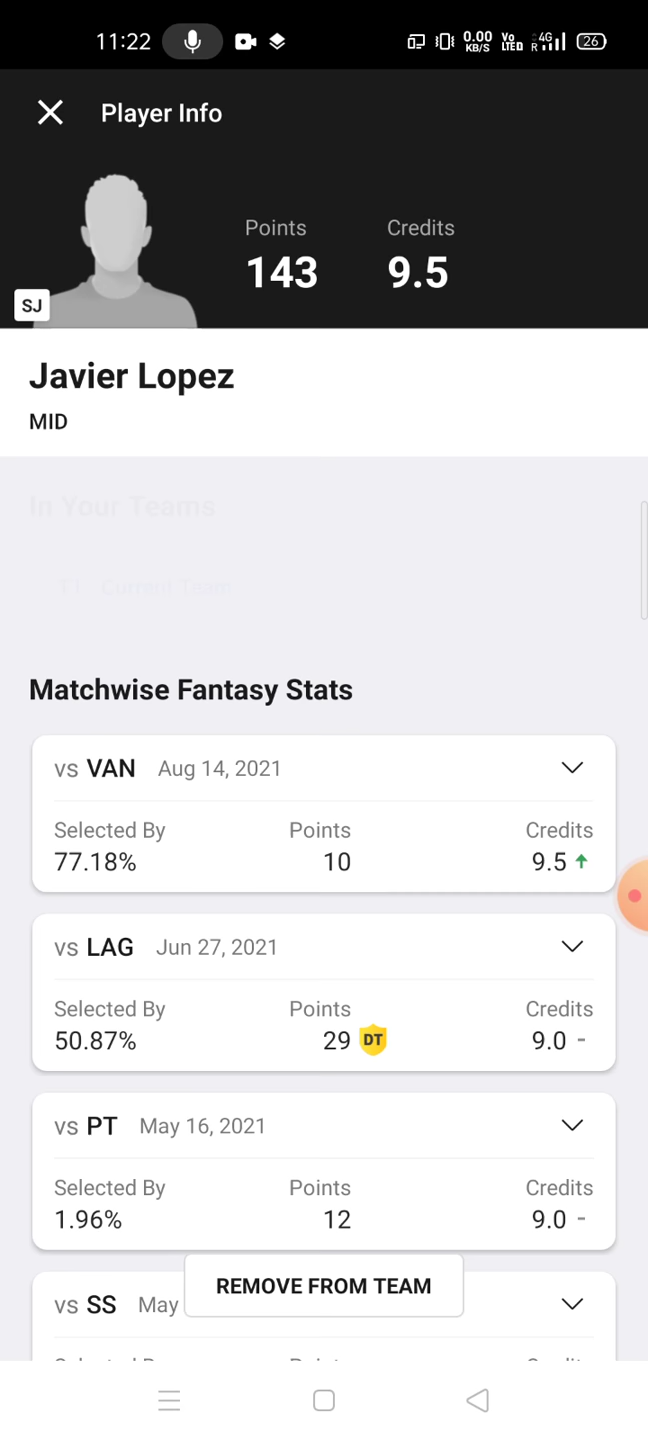 11:22
0.00 KB/S
Vo LTED
4G
R
26
Player Info
Points
Credits
143
9.5
SJ
Javier Lopez
MID
In Your Teams
T1 Current Team
Matchwise Fantasy Stats
vs VAN Aug 14, 2021
Selected By Points Credits
77.18% 10 9.5
vs LAG Jun 27, 2021
Selected By Points Credits
50.87% 29 DT 9.0 -
vs PT May 16, 2021
Selected By Points Credits
1.96% 12 9.0 -
REMOVE FROM TEAM
vs SS May